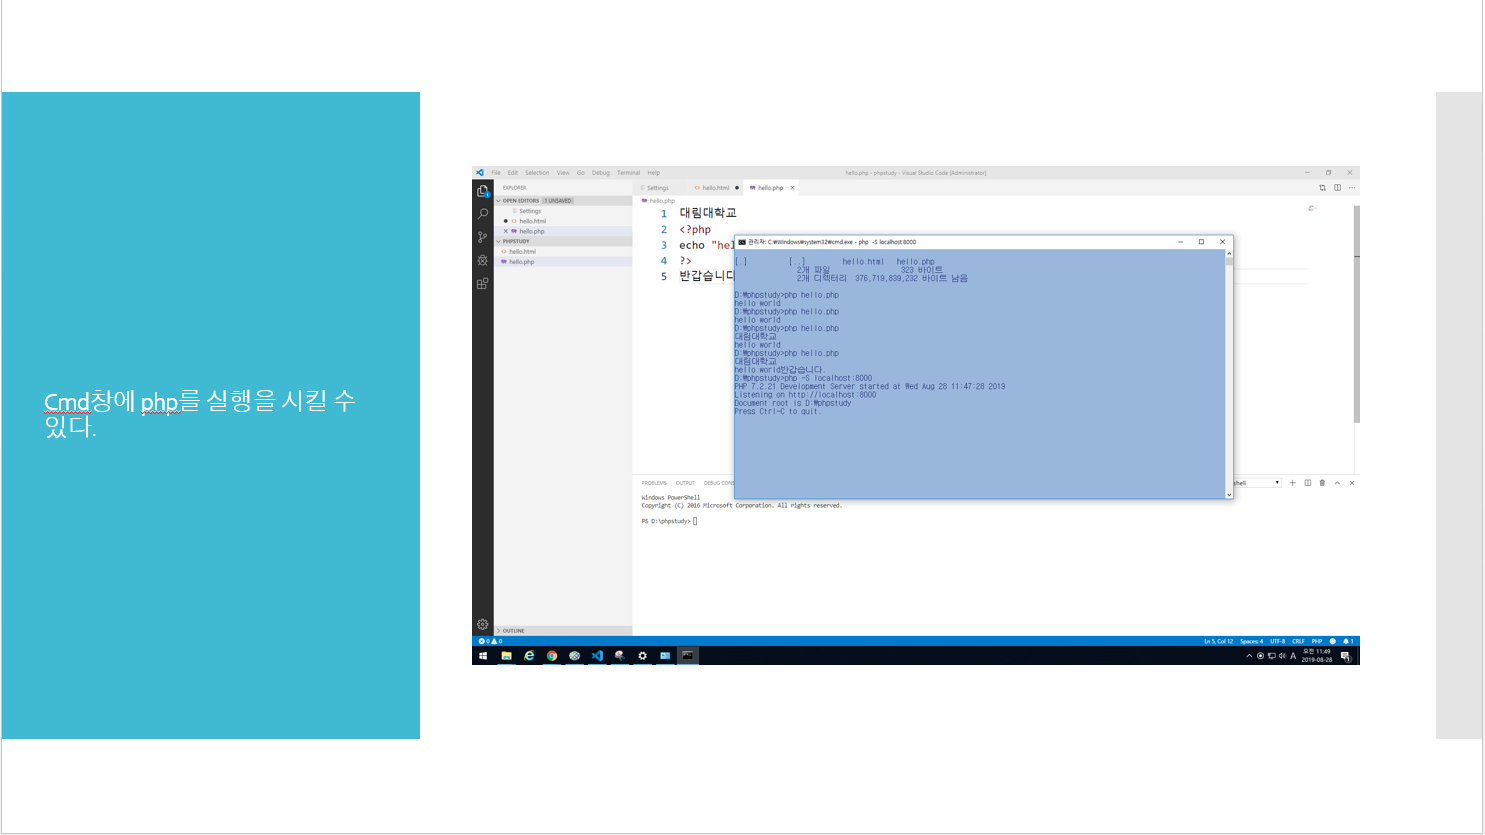 Cmd창에 php를 실행을 시킬 수
있다.
File Edit Selection View Go Debug Terminal Help
hello.php - phpstudy - Visual Studio Code [Administrator]
EXPLORER
OPEN EDITORS 1 UNSAVED
Settings
hello.html
hello.php
PHPSTUDY
hello.html
hello.php
OUTLINE
Settings hello.html hello.php
hello.php
1 대림대학교
2 <?php
3 echo "hel
4 ?>
5 반갑습니다
관리자: C:₩Windows₩system32₩cmd.exe - php -S localhost:8000
[.] [..] hello.html hello.php
2개 파일 323 바이트
2개 디렉터리 376,719,839,232 바이트 남음
D:₩phpstudy>php hello.php
hello world
D:₩phpstudy>php hello.php
hello world
D:₩phpstudy>php hello.php
대림대학교
hello world
D:₩phpstudy>php hello.php
대림대학교
hello world반갑습니다.
D:₩phpstudy>php -S localhost:8000
PHP 7.2.21 Development Server started at Wed Aug 28 11:47:28 2019
Listening on http://localhost:8000
Document root is D:₩phpstudy
Press Ctrl-C to quit.
PROBLEMS OUTPUT DEBUG CONS
shell
Windows PowerShell
Copyright (C) 2016 Microsoft Corporation. All rights reserved.
PS D:\phpstudy>
0 0
Ln 5, Col 12 Spaces: 4 UTF-8 CRLF PHP 1
A
오전 11:49
2019-08-28